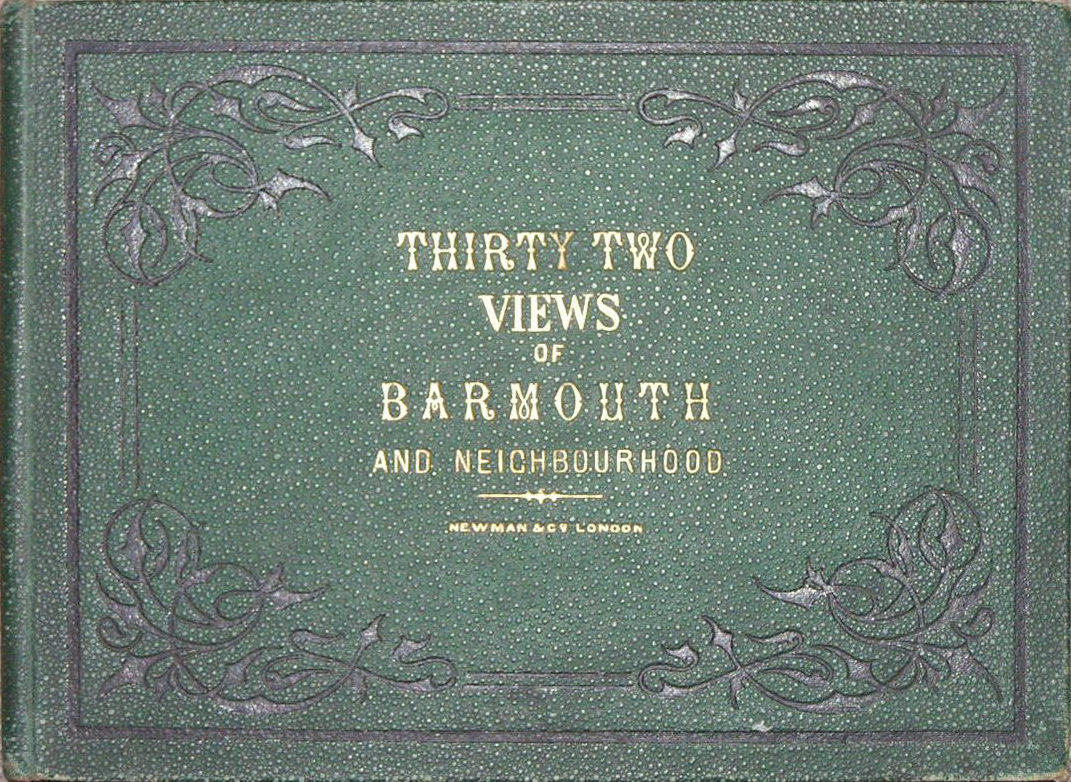 THIRTY TWO
VIEWS
OF
BARMOUTH
AND NEIGHBOURHOOD
NEWMAN & Co. LONDON